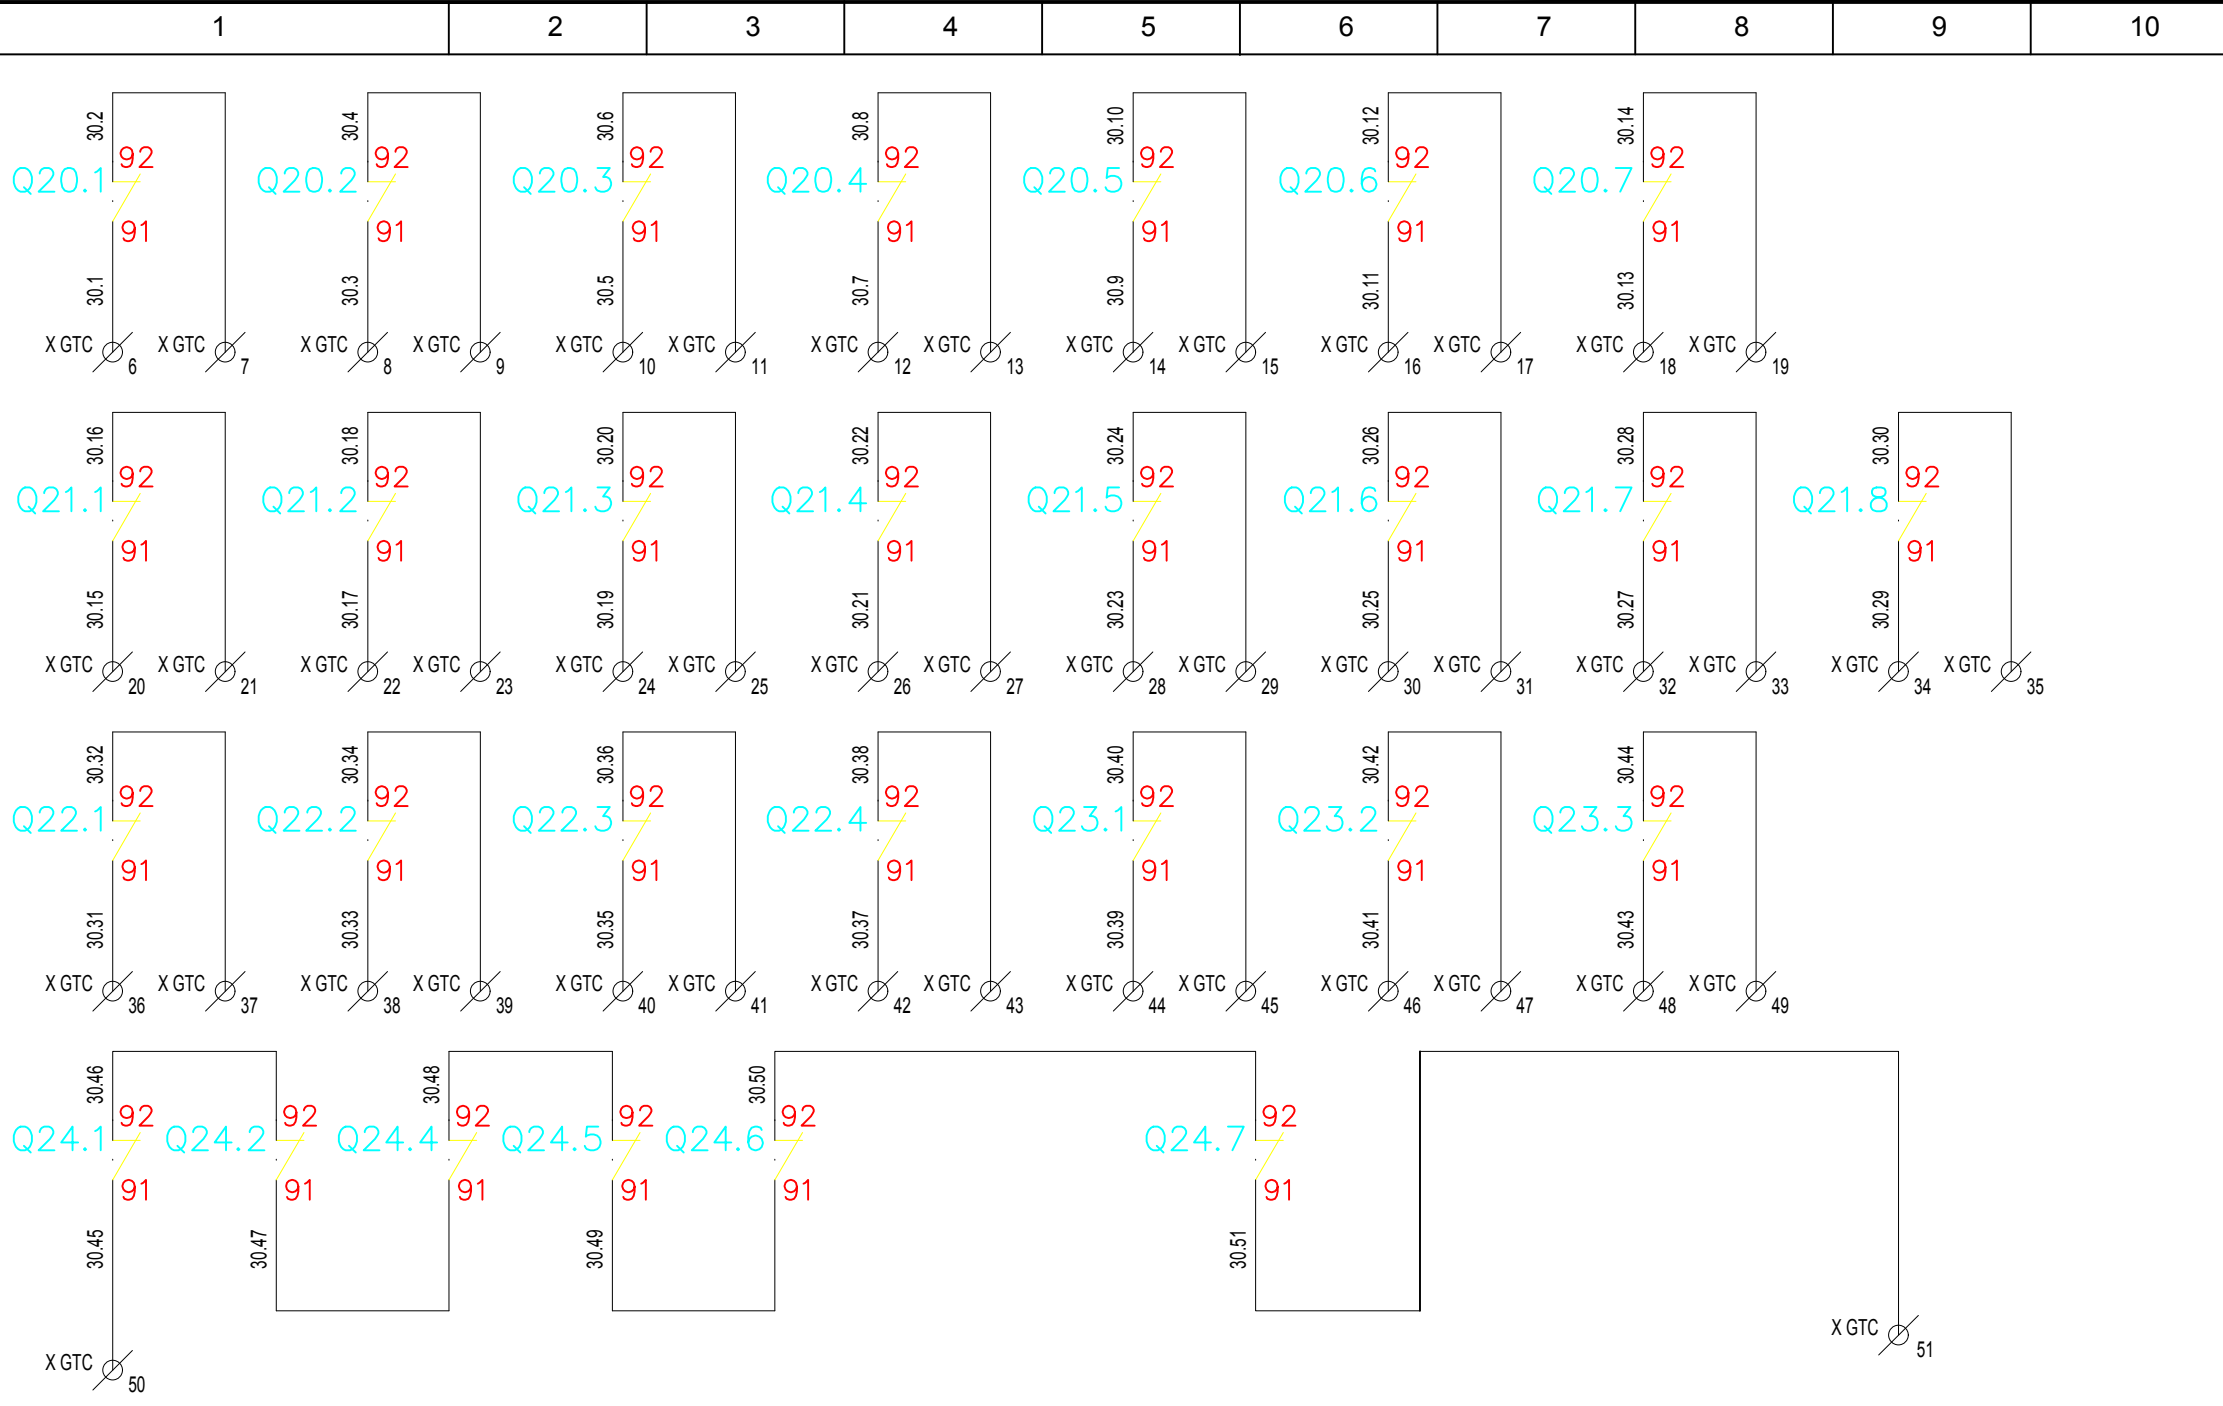 1 2 3 4 5 6 7 8 9 10
30.2 30.4 30.6 30.8 30.10 30.12 30.14
92 92 92 92 92 92 92
Q20.1 Q20.2 Q20.3 Q20.4 Q20.5 Q20.6 Q20.7
91 91 91 91 91 91 91
30.1 30.3 30.5 30.7 30.9 30.11 30.13
X GTC X GTC X GTC X GTC X GTC X GTC X GTC X GTC X GTC X GTC X GTC X GTC X GTC X GTC
6 7 8 9 10 11 12 13 14 15 16 17 18 19
30.16 30.18 30.20 30.22 30.24 30.26 30.28 30.30
92 92 92 92 92 92 92 92
Q21.1 Q21.2 Q21.3 Q21.4 Q21.5 Q21.6 Q21.7 Q21.8
91 91 91 91 91 91 91 91
30.15 30.17 30.19 30.21 30.23 30.25 30.27 30.29
X GTC X GTC X GTC X GTC X GTC X GTC X GTC X GTC X GTC X GTC X GTC X GTC X GTC X GTC X GTC X GTC
20 21 22 23 24 25 26 27 28 29 30 31 32 33 34 35
30.32 30.34 30.36 30.38 30.40 30.42 30.44
92 92 92 92 92 92 92
Q22.1 Q22.2 Q22.3 Q22.4 Q23.1 Q23.2 Q23.3
91 91 91 91 91 91 91
30.31 30.33 30.35 30.37 30.39 30.41 30.43
X GTC X GTC X GTC X GTC X GTC X GTC X GTC X GTC X GTC X GTC X GTC X GTC X GTC X GTC
36 37 38 39 40 41 42 43 44 45 46 47 48 49
30.46 30.48 30.50
92 92 92 92 92 92
Q24.1 Q24.2 Q24.4 Q24.5 Q24.6 Q24.7
91 91 91 91 91 91
30.45 30.47 30.49 30.51
X GTC
51
X GTC
50